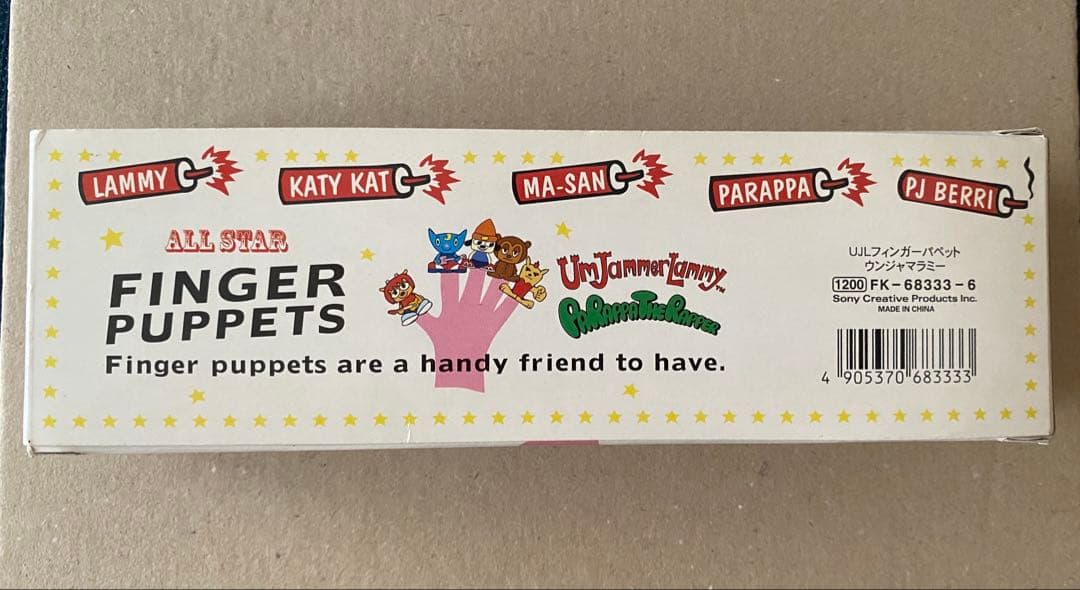 LAMMY
KATY KAT
MA-SAN
PARAPPA
PJ BERRI
ALL STAR
FINGER
PUPPETS
Finger puppets are a handy friend to have.
UmJammerLammy™
PaRappaTheRapper
UJLフィンガーパペット
ウンジャマラミー
1200 FK-68333-6
Sony Creative Products Inc.
MADE IN CHINA
4 905370 683333